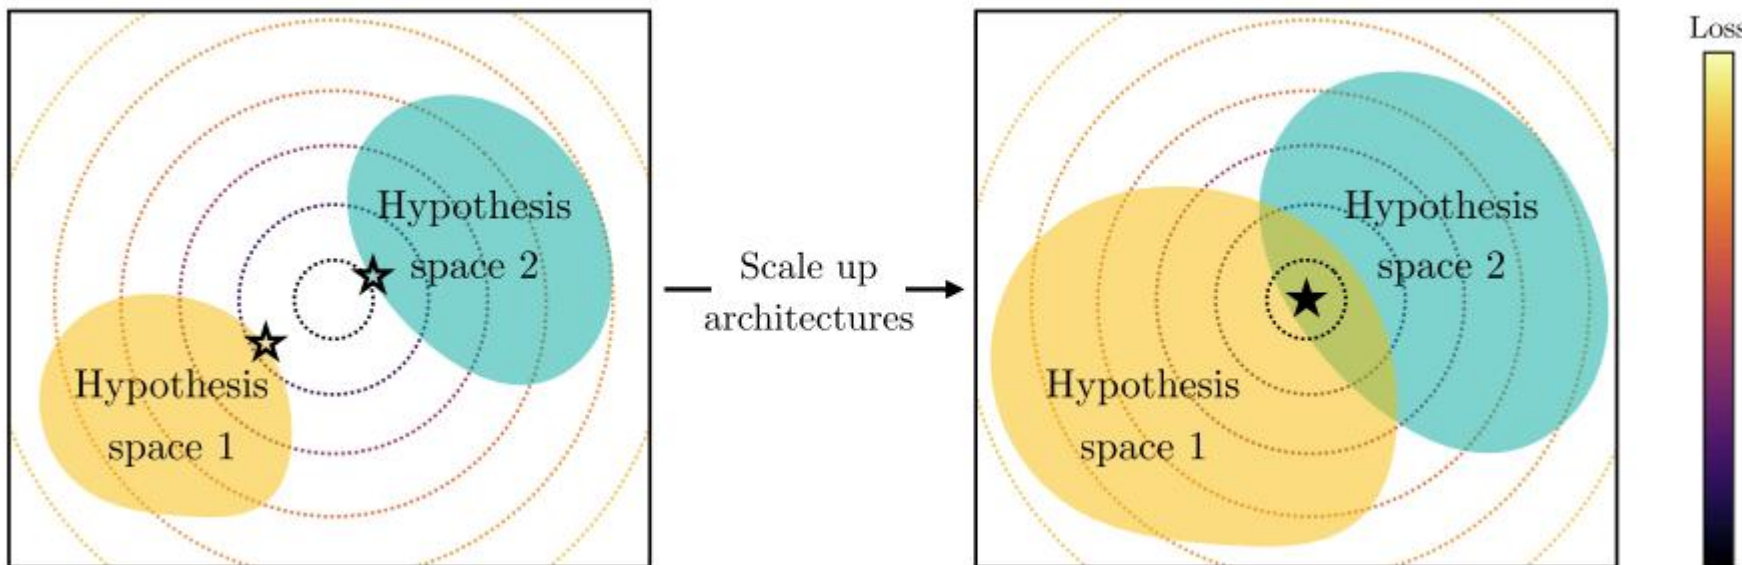 Hypothesis
space 1
Hypothesis
space 2
Scale up
architectures
Hypothesis
space 1
Hypothesis
space 2
Loss